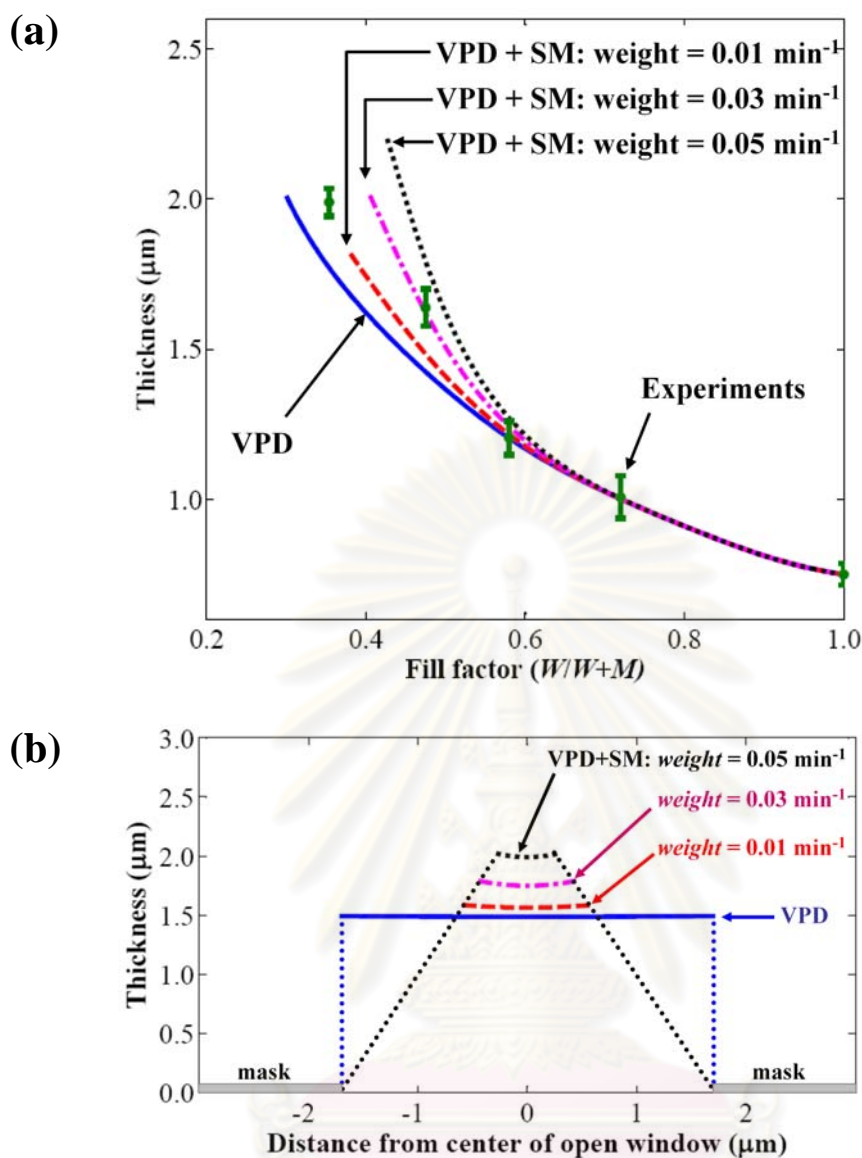 (a)
2.5
2.0
1.5
1.0
Thickness (μm)
VPD + SM: weight = 0.01 min⁻¹
VPD + SM: weight = 0.03 min⁻¹
VPD + SM: weight = 0.05 min⁻¹
Experiments
VPD
0.2 0.4 0.6 0.8 1.0
Fill factor (W/W+M)
(b)
3.0
2.5
2.0
1.5
1.0
0.5
0.0
Thickness (μm)
VPD+SM: weight = 0.05 min⁻¹
weight = 0.03 min⁻¹
weight = 0.01 min⁻¹
VPD
mask mask
-2 -1 0 1 2
Distance from center of open window (μm)